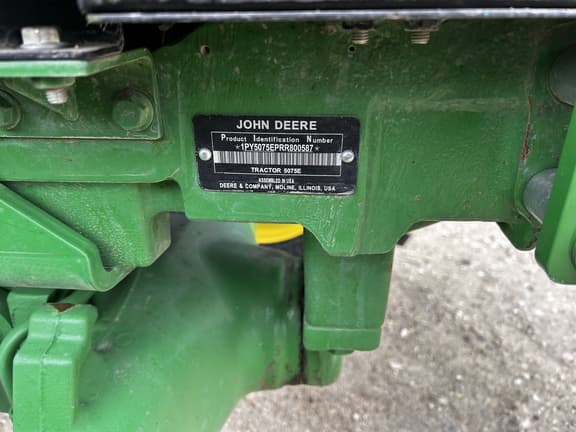 JOHN DEERE
Product Identification Number
*1PY5075EPRR800587*
TRACTOR 5075E
ASSEMBLED IN USA
DEERE & COMPANY, MOLINE, ILLINOIS, USA